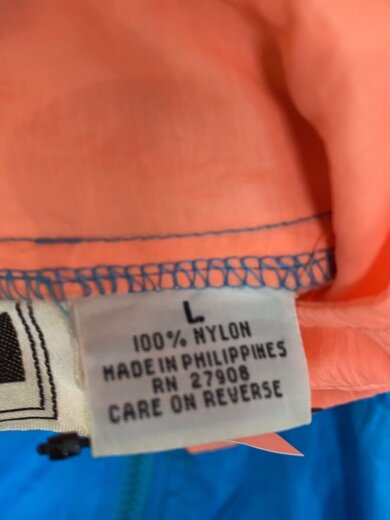 L
100% NYLON
MADE IN PHILIPPINES
RN 27908
CARE ON REVERSE